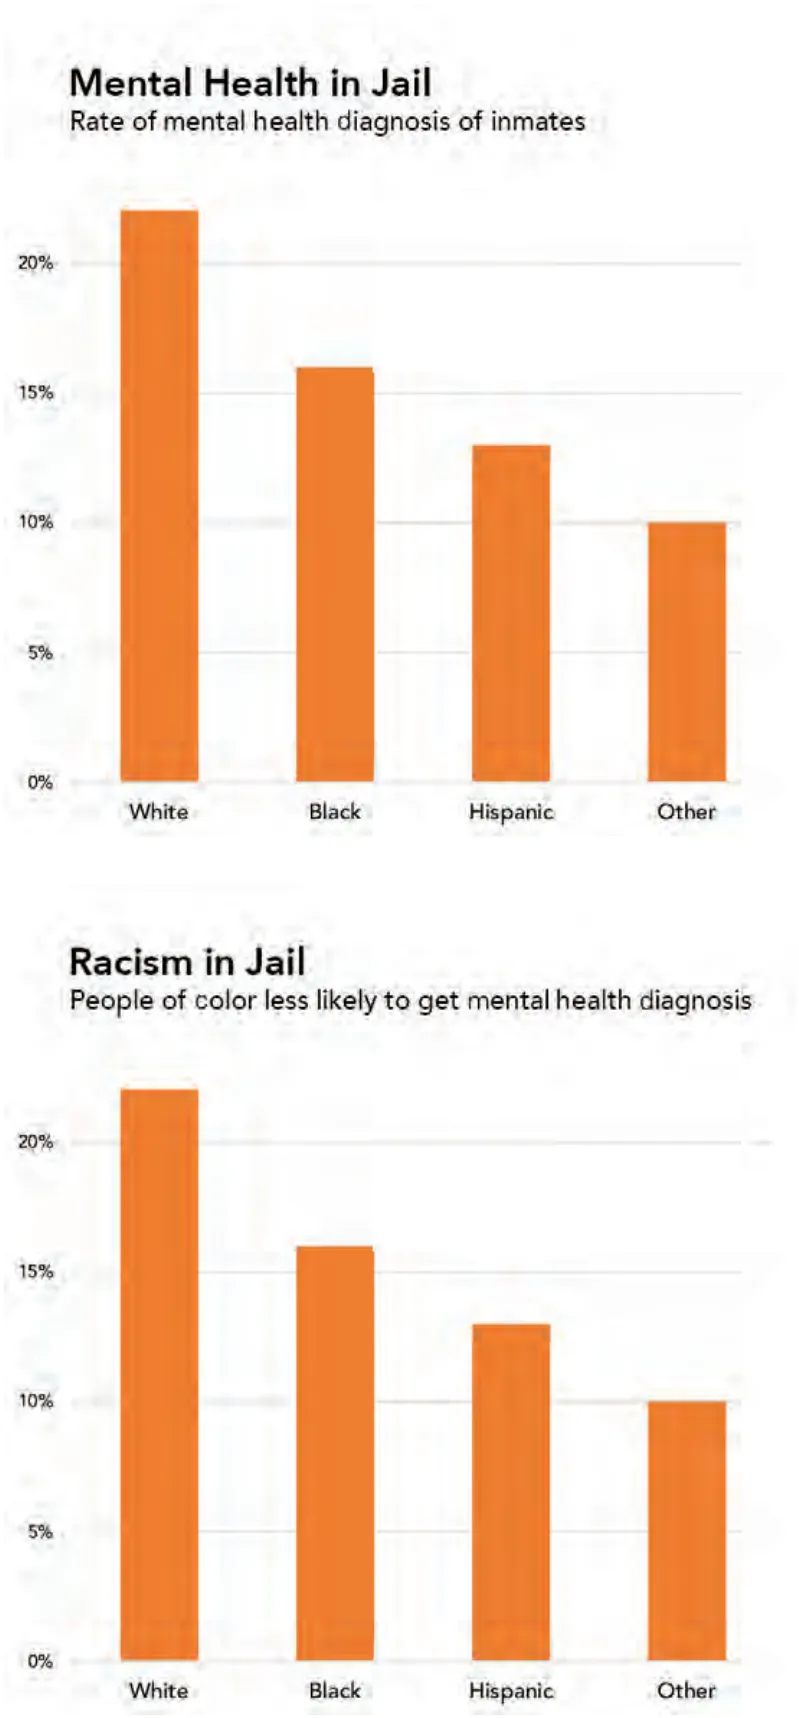 Mental Health in Jail
Rate of mental health diagnosis of inmates
20%
15%
10%
5%
0%
White Black Hispanic Other
Racism in Jail
People of color less likely to get mental health diagnosis
20%
15%
10%
5%
0%
White Black Hispanic Other